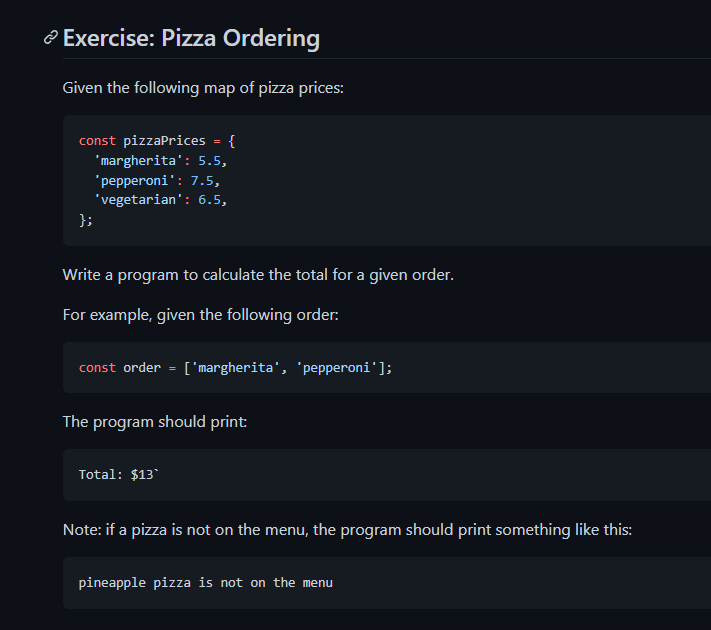 Exercise: Pizza Ordering
Given the following map of pizza prices:
const pizzaPrices = {
  'margherita': 5.5,
  'pepperoni': 7.5,
  'vegetarian': 6.5,
};
Write a program to calculate the total for a given order.
For example, given the following order:
const order = ['margherita', 'pepperoni'];
The program should print:
Total: $13`
Note: if a pizza is not on the menu, the program should print something like this:
pineapple pizza is not on the menu